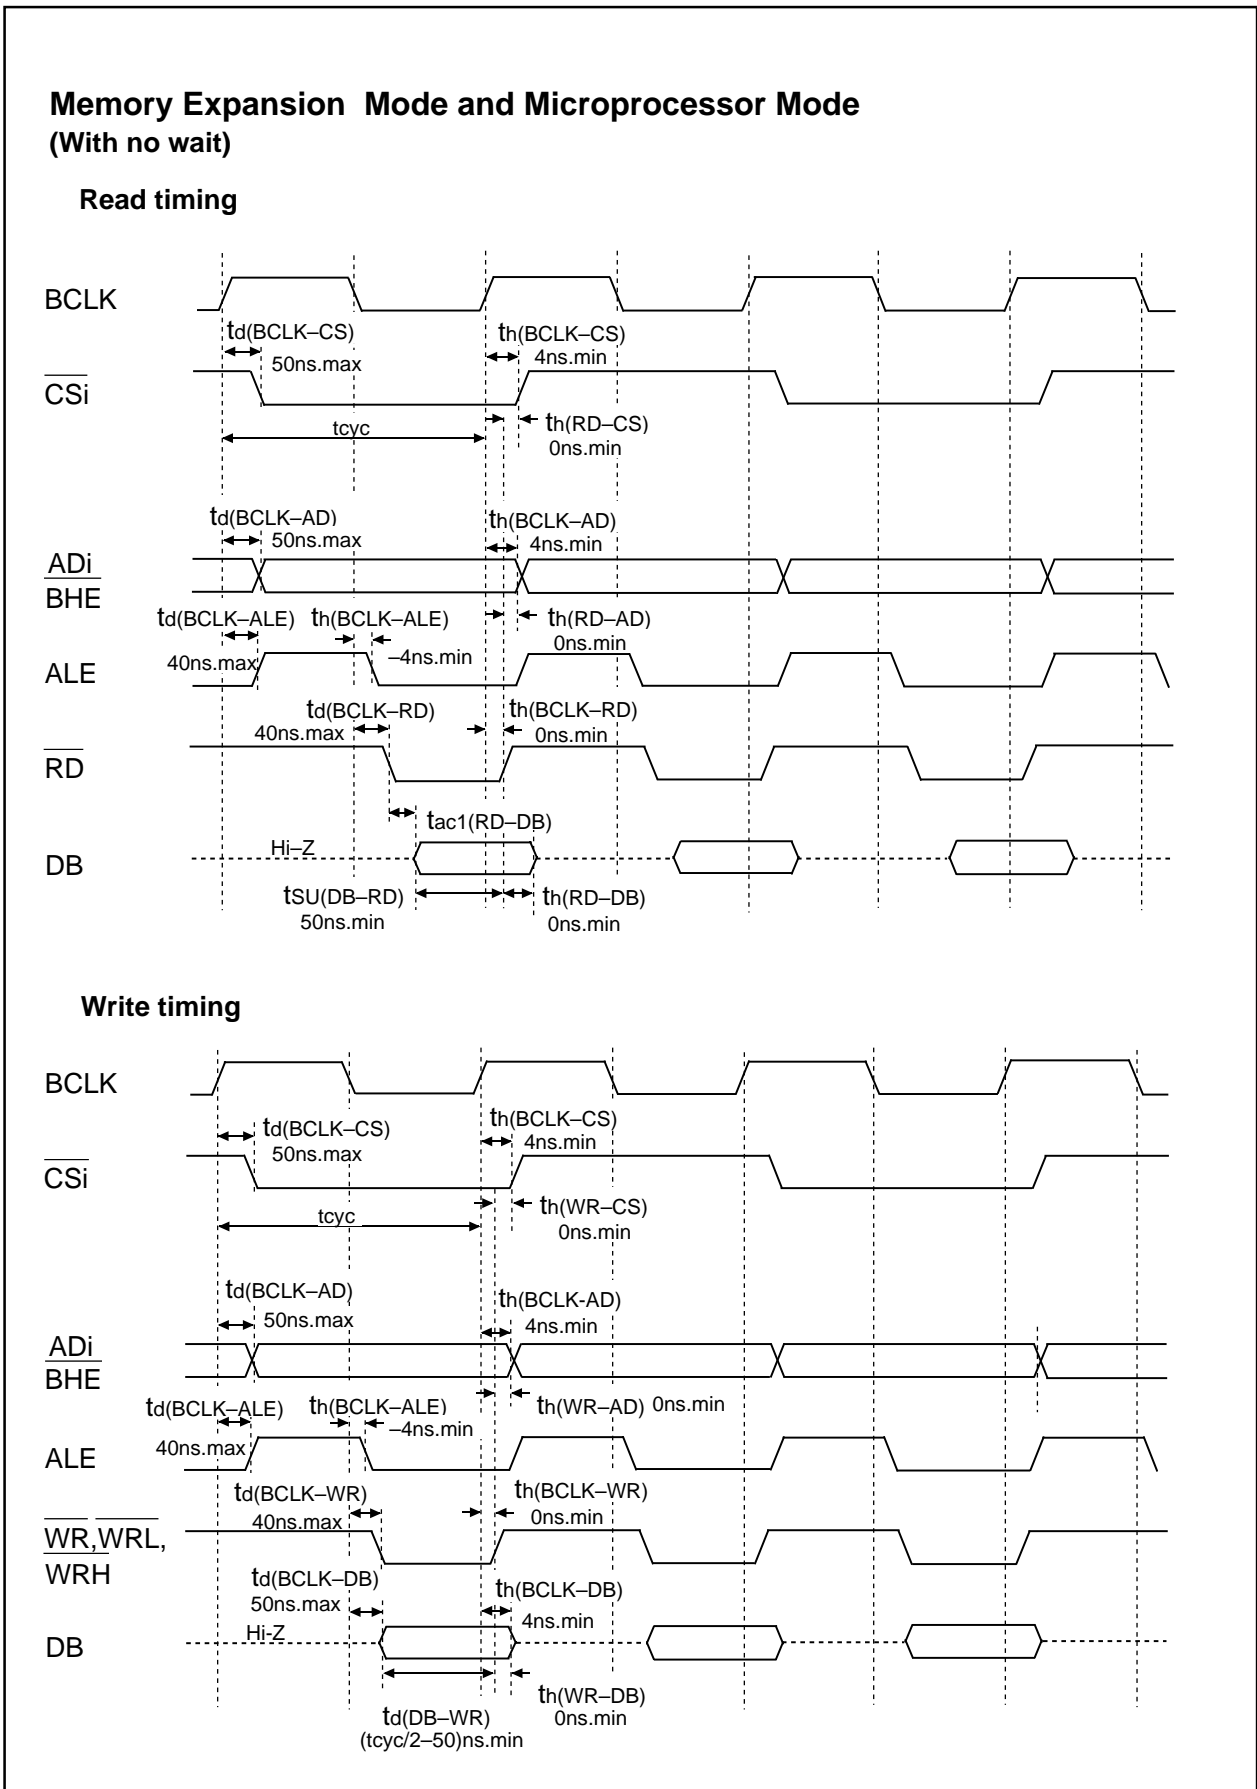 Memory Expansion  Mode and Microprocessor Mode
(With no wait)
Read timing
BCLK
td(BCLK–CS)
50ns.max
th(BCLK–CS)
4ns.min
CSi
tcyc
th(RD–CS)
0ns.min
td(BCLK–AD)
50ns.max
th(BCLK–AD)
4ns.min
ADi
BHE
td(BCLK–ALE)
th(BCLK–ALE)
th(RD–AD)
0ns.min
40ns.max
–4ns.min
ALE
td(BCLK–RD)
40ns.max
th(BCLK–RD)
0ns.min
RD
tac1(RD–DB)
Hi–Z
DB
tSU(DB–RD)
50ns.min
th(RD–DB)
0ns.min
Write timing
BCLK
td(BCLK–CS)
50ns.max
th(BCLK–CS)
4ns.min
CSi
tcyc
th(WR–CS)
0ns.min
td(BCLK–AD)
50ns.max
th(BCLK-AD)
4ns.min
ADi
BHE
td(BCLK–ALE)
th(BCLK–ALE)
–4ns.min
th(WR–AD) 0ns.min
40ns.max
ALE
td(BCLK–WR)
40ns.max
th(BCLK–WR)
0ns.min
WR,WRL,
WRH
td(BCLK–DB)
50ns.max
th(BCLK–DB)
4ns.min
Hi-Z
DB
td(DB–WR)
(tcyc/2–50)ns.min
th(WR–DB)
0ns.min